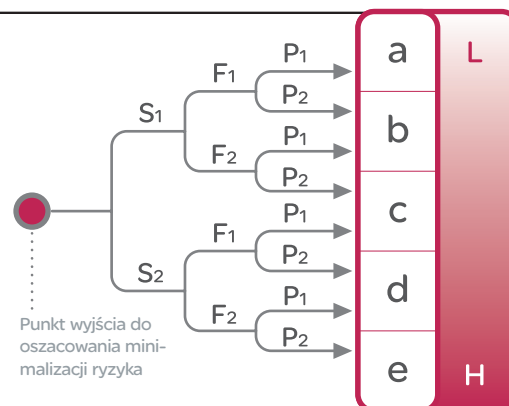 P1
a
L
F1
P2
S1
b
P1
F2
P2
c
P1
F1
P2
S2
d
P1
F2
P2
e
H
Punkt wyjścia do
oszacowania mini-
malizacji ryzyka